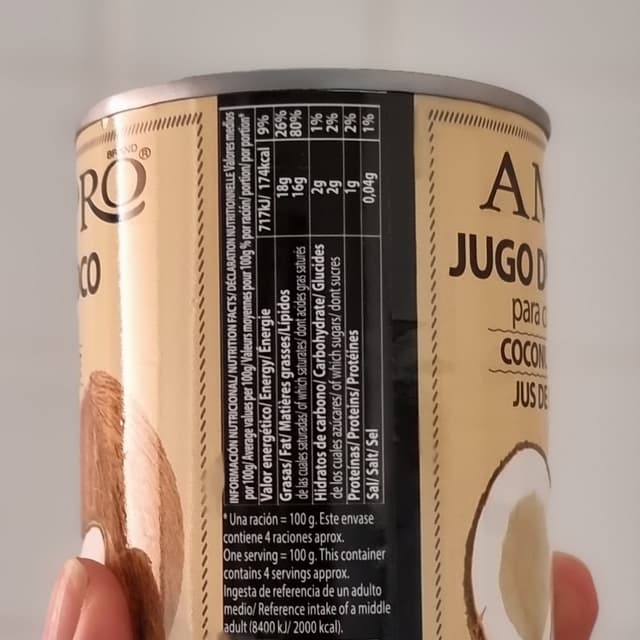 BRAND
RO®
CO
INFORMACIÓN NUTRICIONAL/ NUTRITION FACTS/ DÉCLARATION NUTRITIONNELLE Valores medios
por 100g/ Average values per 100g/ Valeurs moyennes pour 100g % por ración/ portion/ par portion*
Valor energético/ Energy/ Energie 717kJ/ 174kcal 9%
Grasas/ Fat/ Matières grasses/Lipidos 18g 26%
de las cuales saturadas/ of which saturates/ dont acides gras saturés 16g 80%
Hidratos de carbono/ Carbohydrate/ Glucides 2g 1%
de los cuales azúcares/ of which sugars/ dont sucres 2g 2%
Proteínas/ Proteins/ Protéines 1g 2%
Sal/ Salt/ Sel 0,04g 1%
* Una ración = 100 g. Este envase
contiene 4 raciones aprox.
One serving = 100 g. This container
contains 4 servings approx.
Ingesta de referencia de un adulto
medio/ Reference intake of a middle
adult (8400 kJ/ 2000 kcal).
JUGO D
para c
COCON
JUS DE